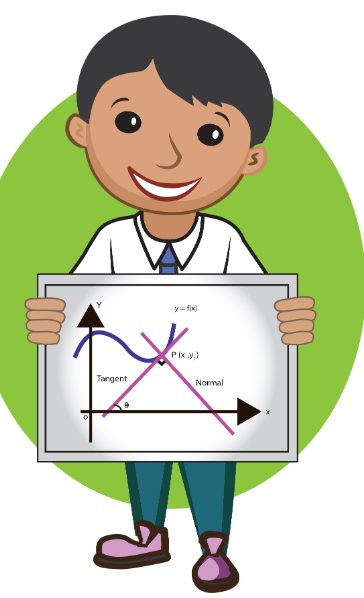 Y
y = f(x)
P (x₁,y₁)
Tangent
Normal
θ
o
x